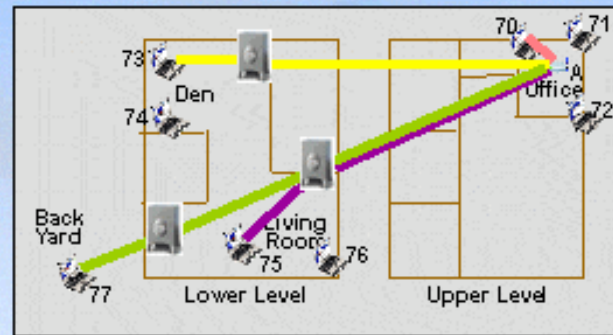 70
71
73
A
Den
Office
74
72
Back
Yard
Living
Room
75
76
77
Lower Level
Upper Level